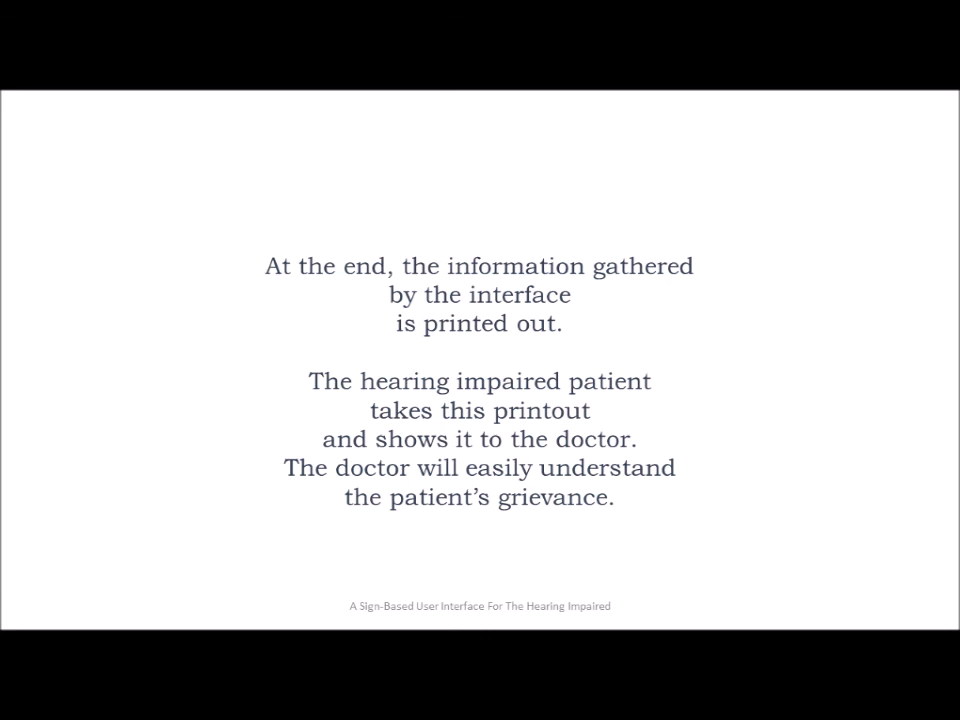 At the end, the information gathered
by the interface
is printed out.
The hearing impaired patient
takes this printout
and shows it to the doctor.
The doctor will easily understand
the patient’s grievance.
A Sign-Based User Interface For The Hearing Impaired